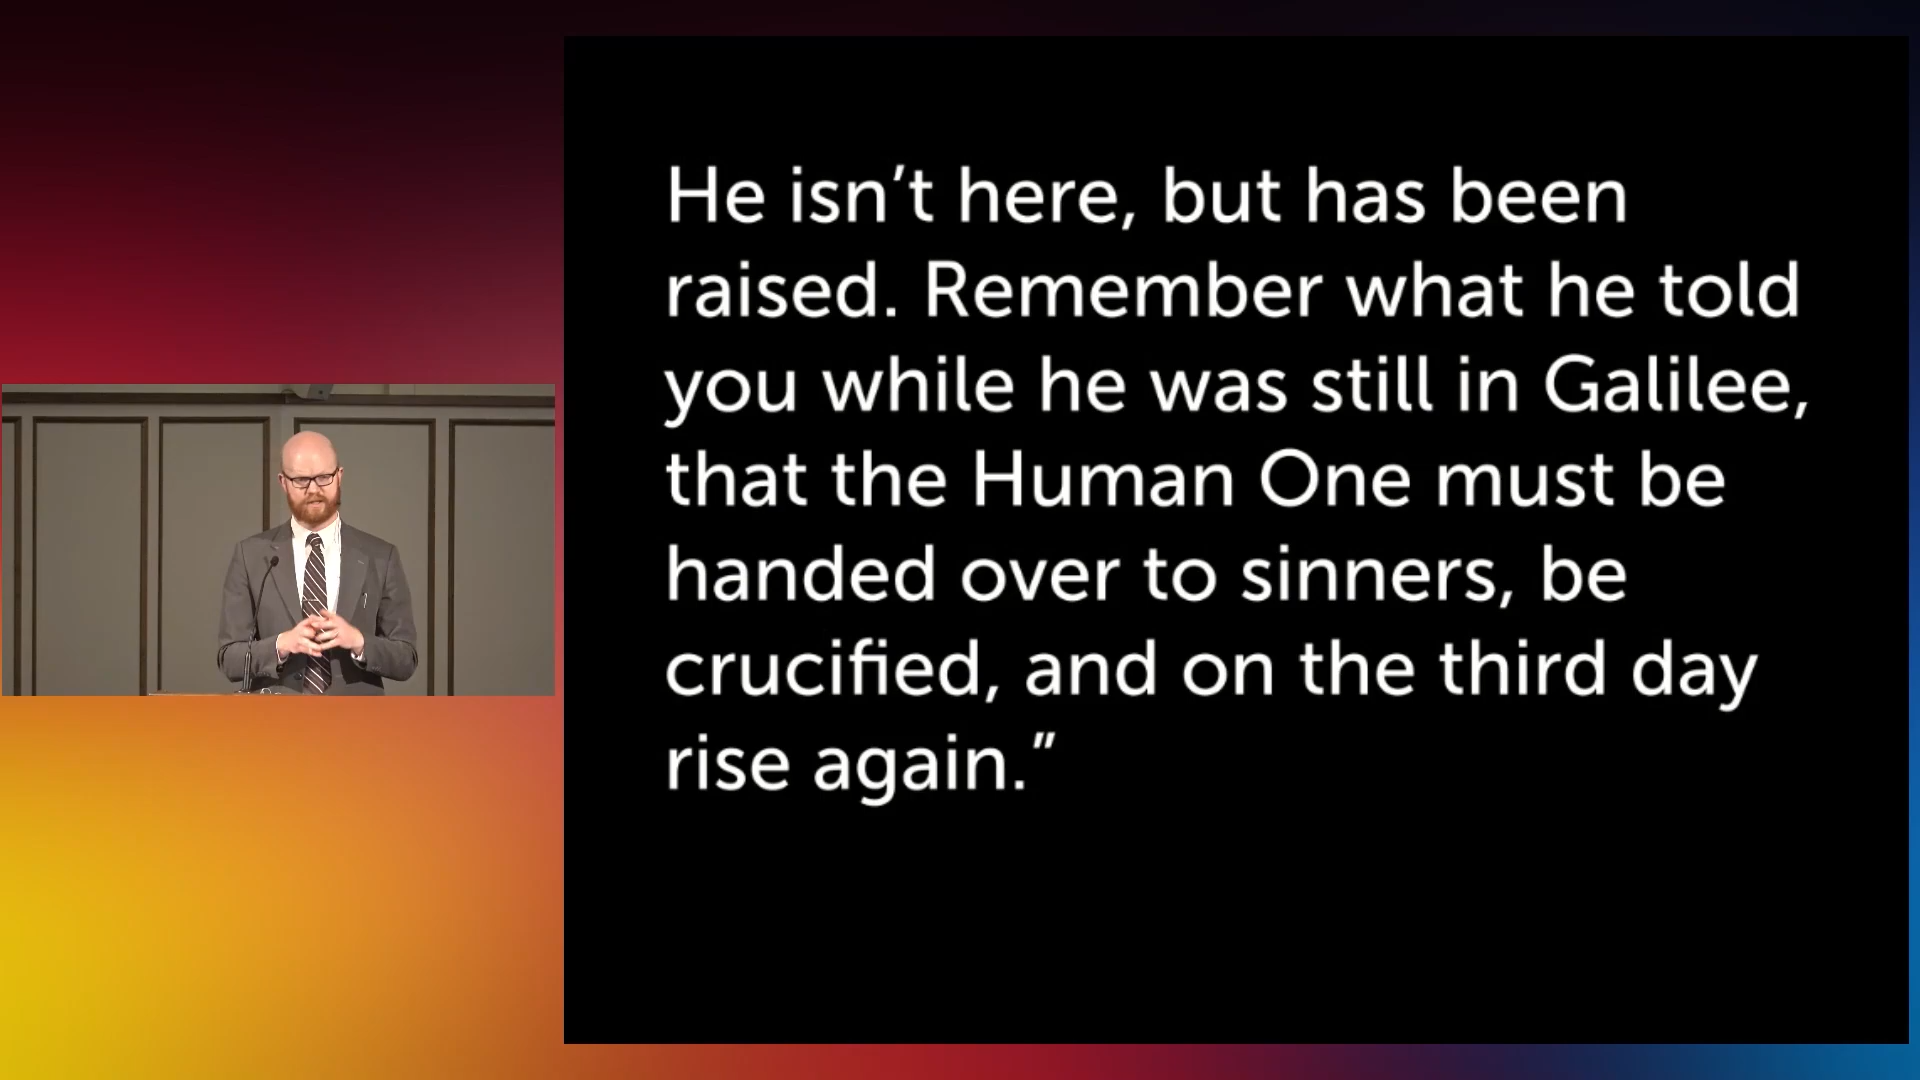 He isn’t here, but has been
raised. Remember what he told
you while he was still in Galilee,
that the Human One must be
handed over to sinners, be
crucified, and on the third day
rise again.”